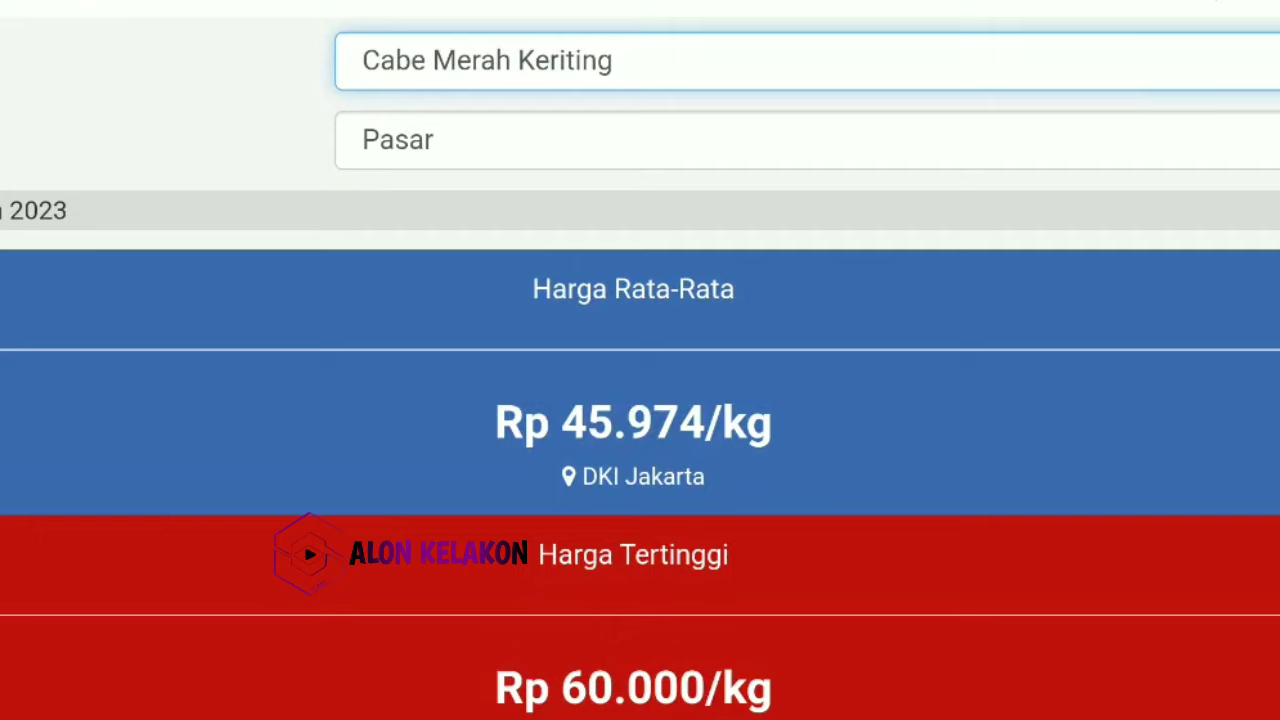 Cabe Merah Keriting
Pasar
2023
Harga Rata-Rata
Rp 45.974/kg
DKI Jakarta
ALON KELAKON
Harga Tertinggi
Rp 60.000/kg